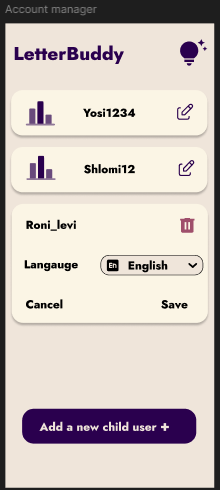 Account manager
LetterBuddy
Yosi1234
Shlomi12
Roni_levi
Langauge En English
Cancel Save
Add a new child user +